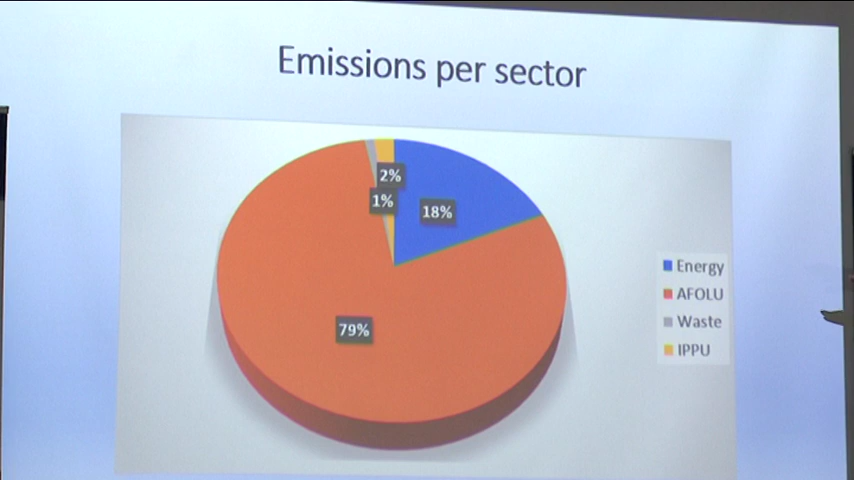 Emissions per sector
2%
1%
18%
79%
Energy
AFOLU
Waste
IPPU